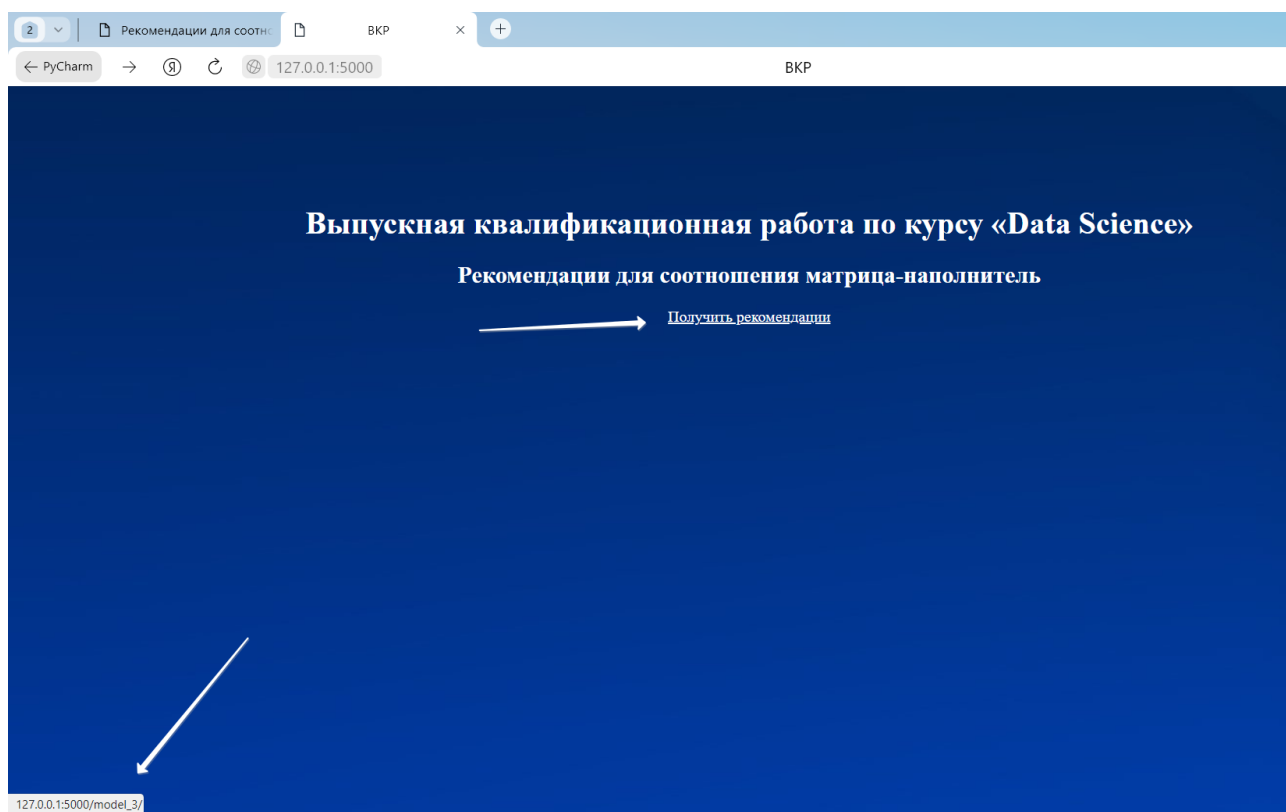 2
Рекомендации для соотнс
ВКР
PyCharm
Я
127.0.0.1:5000
ВКР
Выпускная квалификационная работа по курсу «Data Science»
Рекомендации для соотношения матрица-наполнитель
Получить рекомендации
127.0.0.1:5000/model_3/